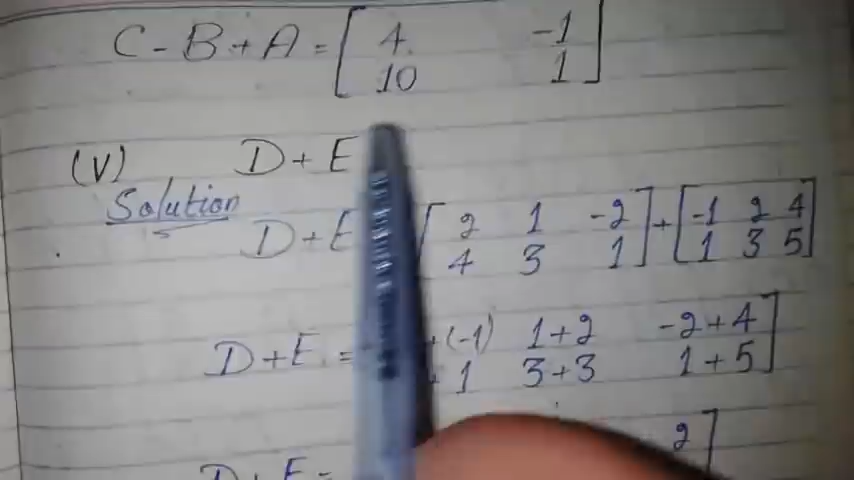 C - B + A = [ 4 -1
10 1 ]
(V) D + E
Solution
D + E [ 2 1 -2 ] + [ -1 2 4 ]
4 3 1 1 3 5
D + E = +(-1) 1+2 -2+4 ]
1 3+3 1+5
D + E = 2 ]